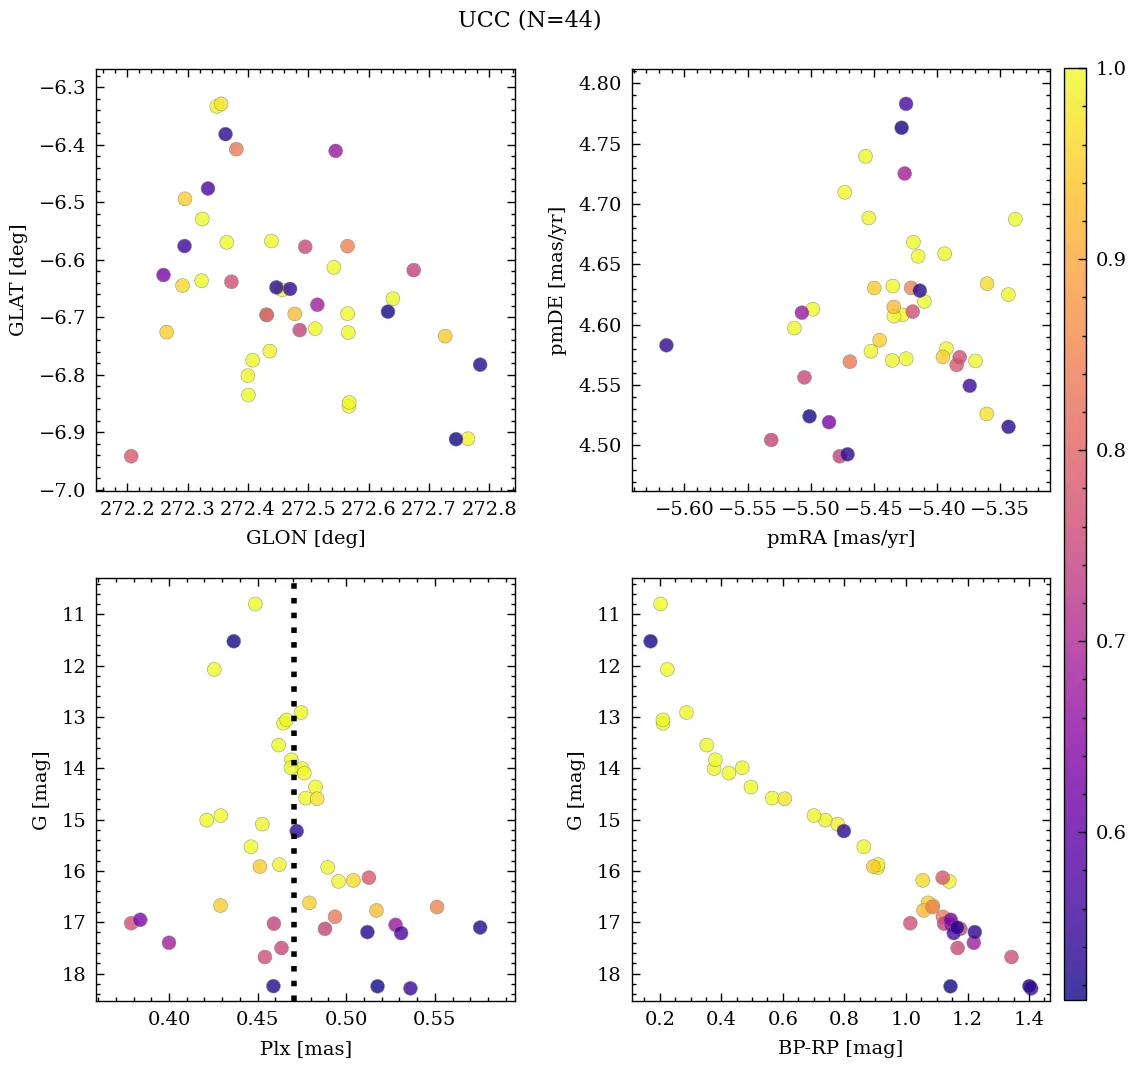 UCC (N=44)
−6.3
−6.4
−6.5
−6.6
−6.7
−6.8
−6.9
−7.0
GLAT [deg]
272.2 272.3 272.4 272.5 272.6 272.7 272.8
GLON [deg]
4.80
4.75
4.70
4.65
4.60
4.55
4.50
pmDE [mas/yr]
−5.60 −5.55 −5.50 −5.45 −5.40 −5.35
pmRA [mas/yr]
1.0
0.9
0.8
0.7
0.6
11
12
13
14
15
16
17
18
G [mag]
0.40 0.45 0.50 0.55
Plx [mas]
11
12
13
14
15
16
17
18
G [mag]
0.2 0.4 0.6 0.8 1.0 1.2 1.4
BP-RP [mag]